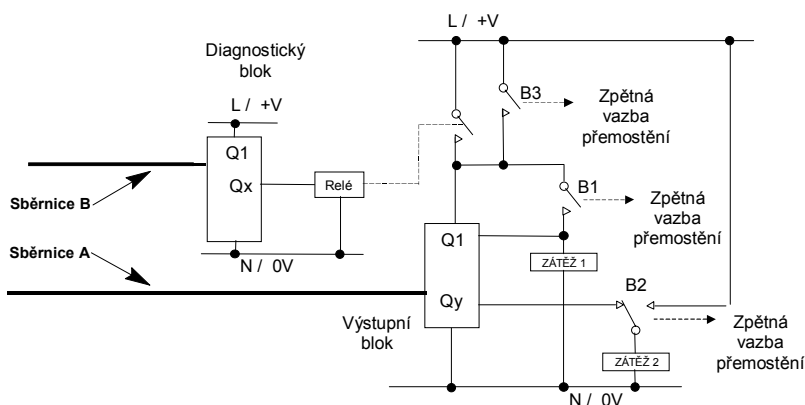 L / +V
Diagnostický
blok
L / +V
Q1
Qx
Relé
Sběrnice B
Sběrnice A
N / 0V
B3
Zpětná
vazba
přemostění
B1
Zpětná
vazba
přemostění
Q1
Qy
ZÁTĚŽ 1
Výstupní
blok
B2
Zpětná
vazba
přemostění
ZÁTĚŽ 2
N / 0V